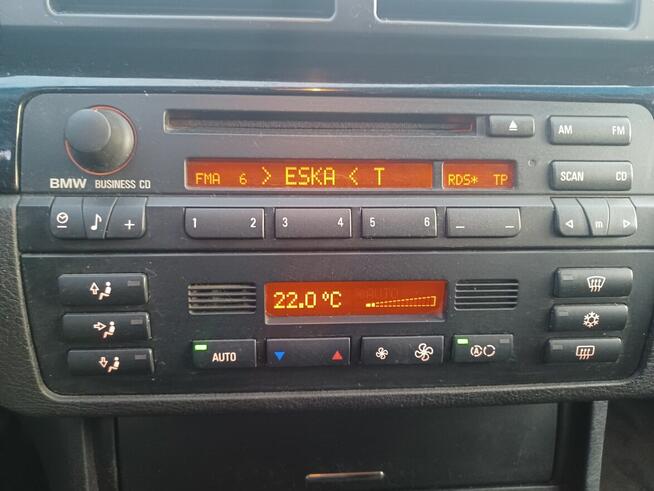 AM FM
FMA 6 > ESKA < T RDS* TP
SCAN CD
BMW BUSINESS CD
+
1 2 3 4 5 6 – –
◁ m ▷
22.0 °C AUTO
AUTO A